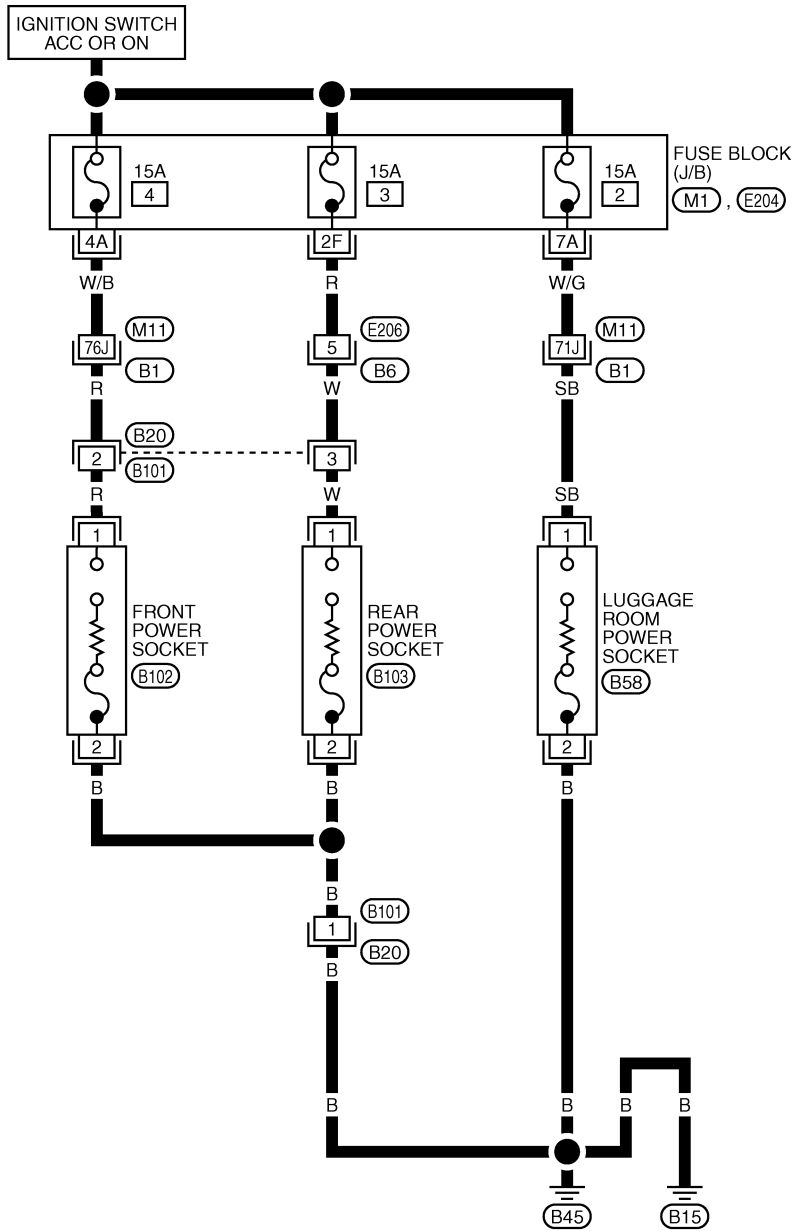 IGNITION SWITCH
ACC OR ON
15A
4
15A
3
15A
2
FUSE BLOCK
(J/B)
M1 , E204
4A
2F
7A
W/B
R
W/G
M11
E206
M11
76J
5
71J
B1
B6
B1
R
W
SB
B20
2
3
B101
R
W
SB
1
1
1
FRONT
POWER
SOCKET
B102
REAR
POWER
SOCKET
B103
LUGGAGE
ROOM
POWER
SOCKET
B58
2
2
2
B
B
B
B
B101
1
B20
B
B
B
B
B
B45
B15